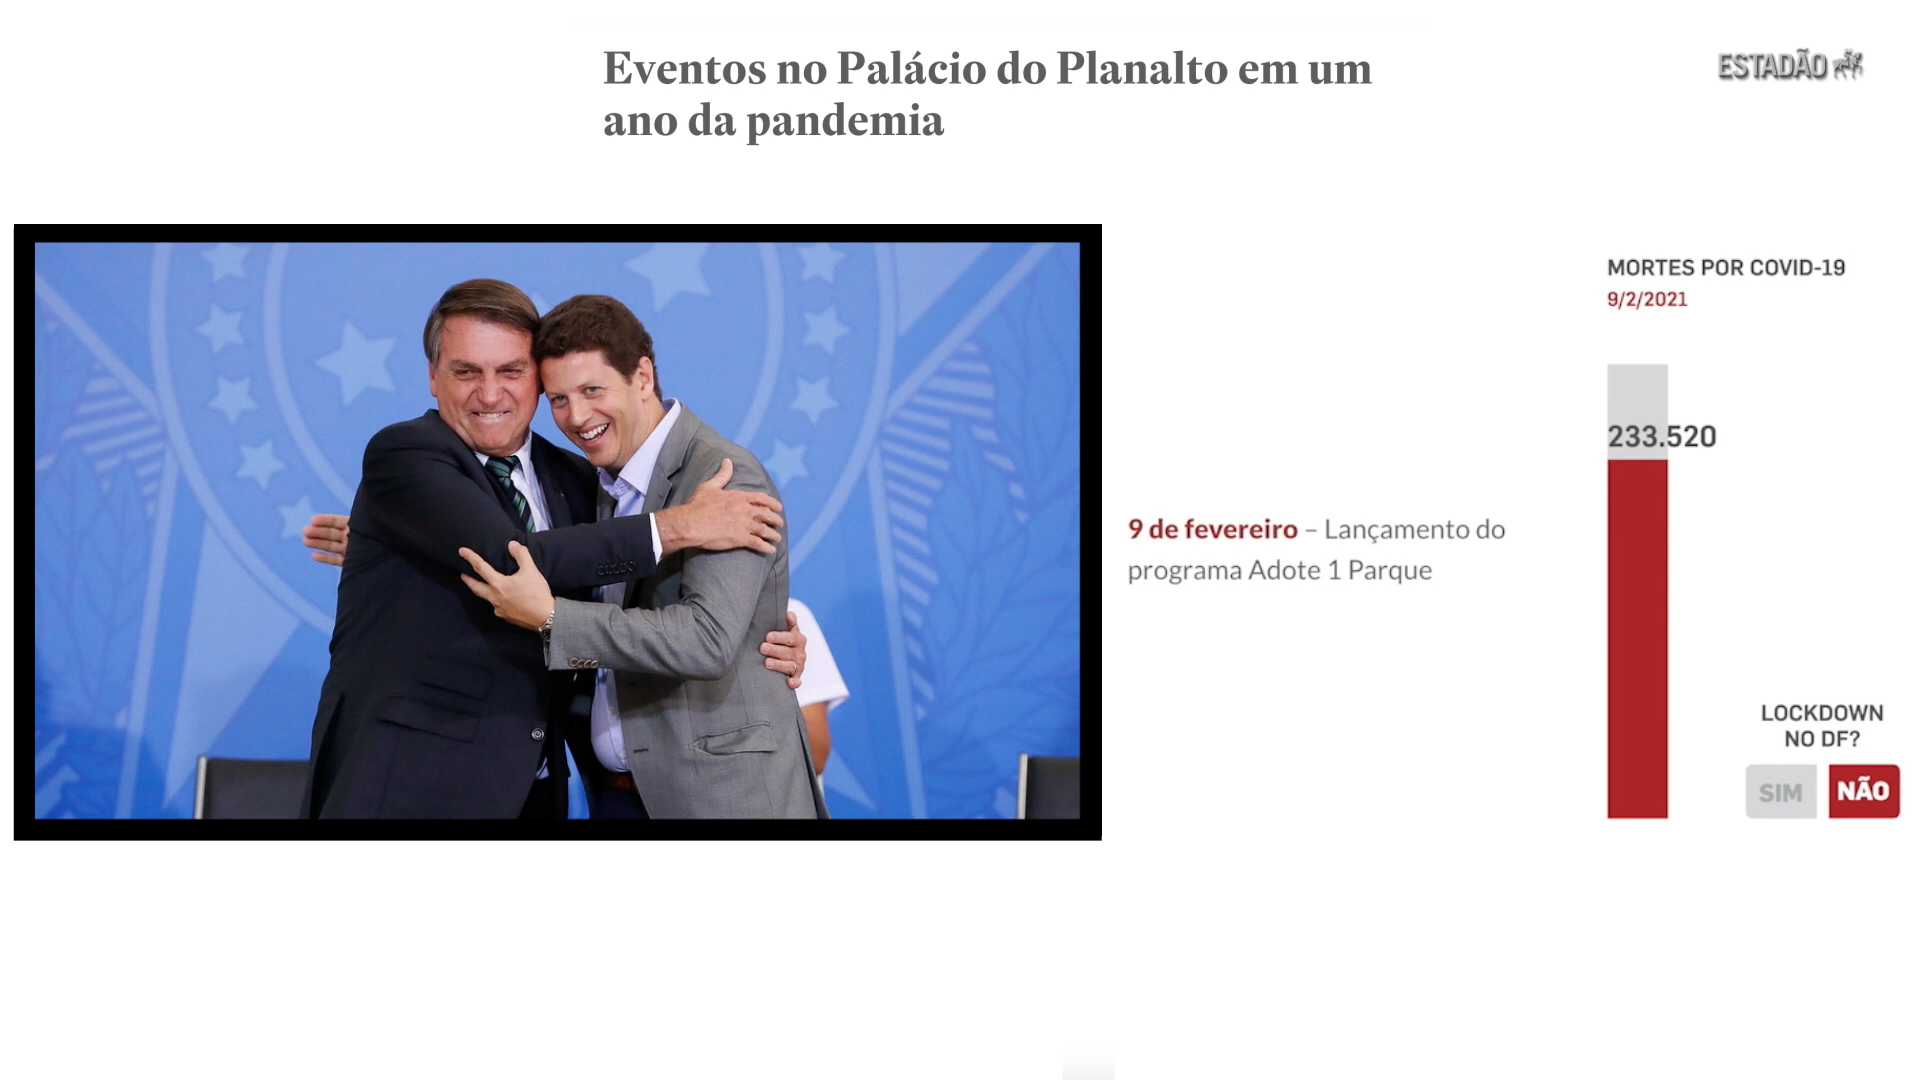 Eventos no Palácio do Planalto em um
ano da pandemia
ESTADÃO
MORTES POR COVID-19
9/2/2021
233.520
9 de fevereiro – Lançamento do
programa Adote 1 Parque
LOCKDOWN
NO DF?
SIM NÃO